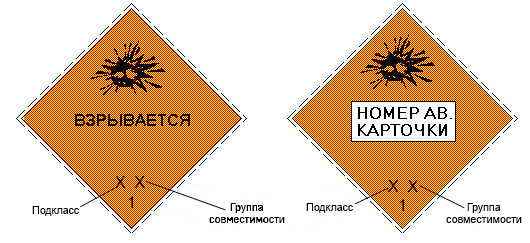 ВЗРЫВАЕТСЯ
X X
1
Подкласс
Группа
совместимости
НОМЕР АВ.
КАРТОЧКИ
X X
1
Подкласс
Группа
совместимости